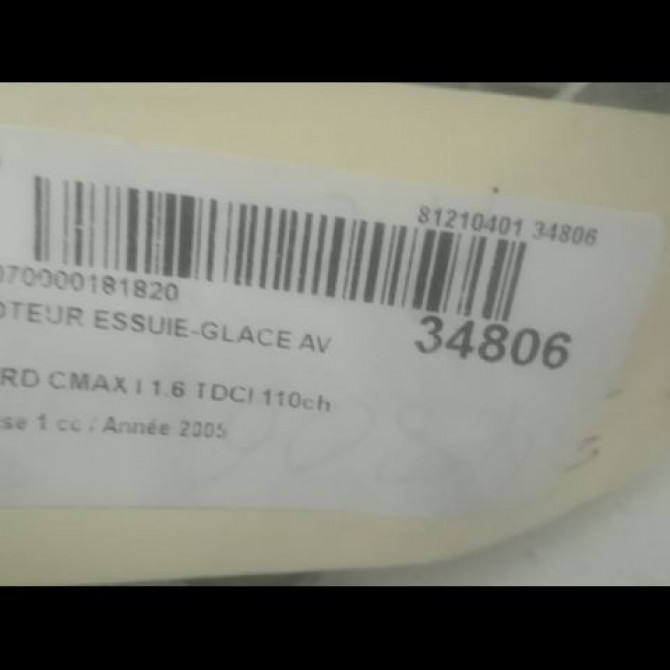 81210401 34806
070000181820
OTEUR ESSUIE-GLACE AV
34806
RD CMAX I 1.6 TDCI 110ch
se 1 cc / Année 2005